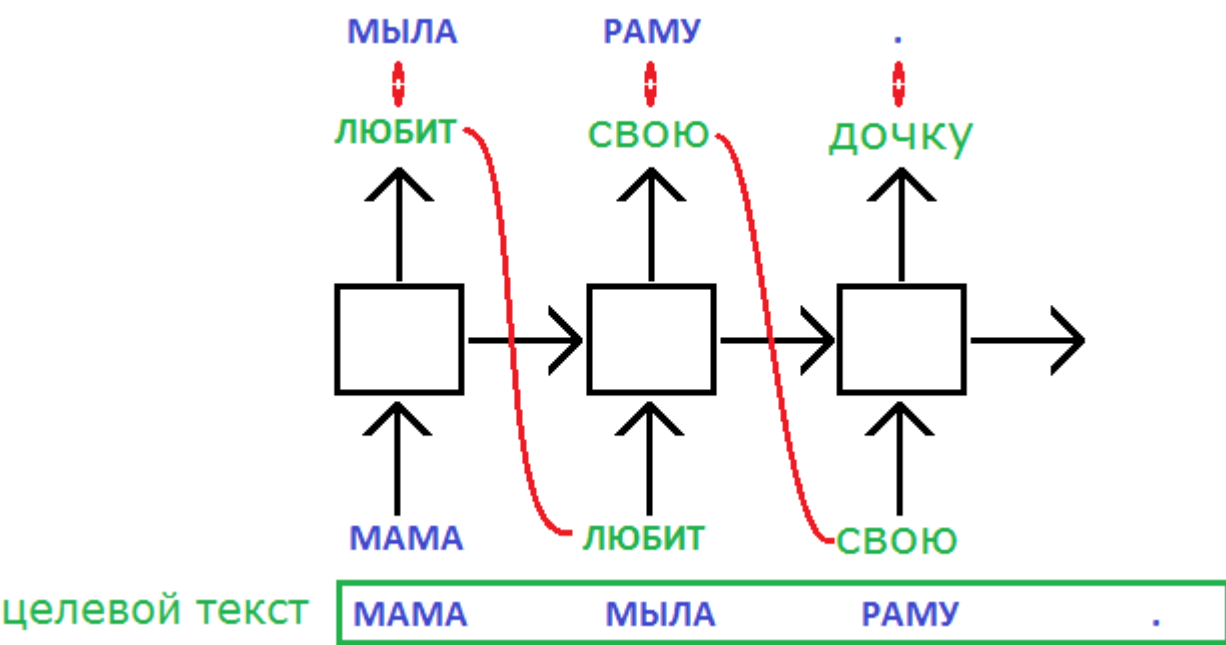 МЫЛА РАМУ .
ЛЮБИТ СВОЮ дочку
МАМА ЛЮБИТ СВОЮ
целевой текст МАМА МЫЛА РАМУ .